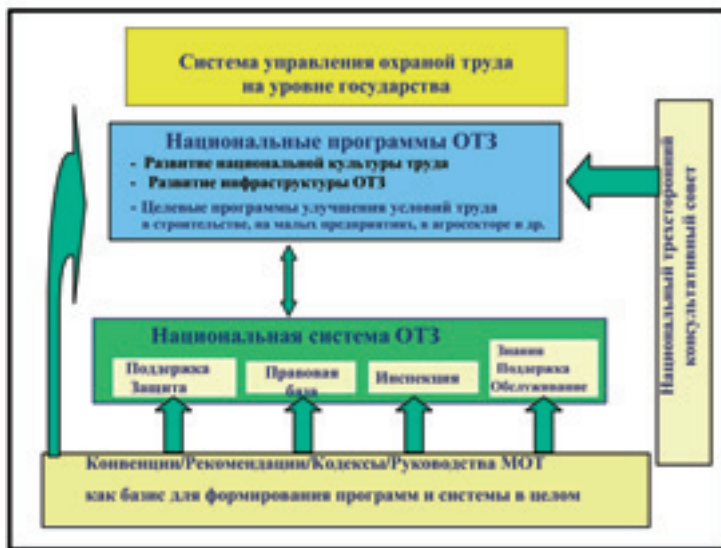 Система управления охраной труда
на уровне государства
Национальные программы ОТЗ
- Развитие национальной культуры труда
- Развитие инфраструктуры ОТЗ
- Целевые программы улучшения условий труда
в строительстве, на малых предприятиях, в агросекторе и др.
Национальный трехсторонний
консультативный совет
Национальная система ОТЗ
Поддержка
Защита
Правовая
база
Инспекция
Знания
Поддержка
Обслуживание
Конвенции/Рекомендации/Кодексы/Руководства МОТ
как базис для формирования программ и системы в целом